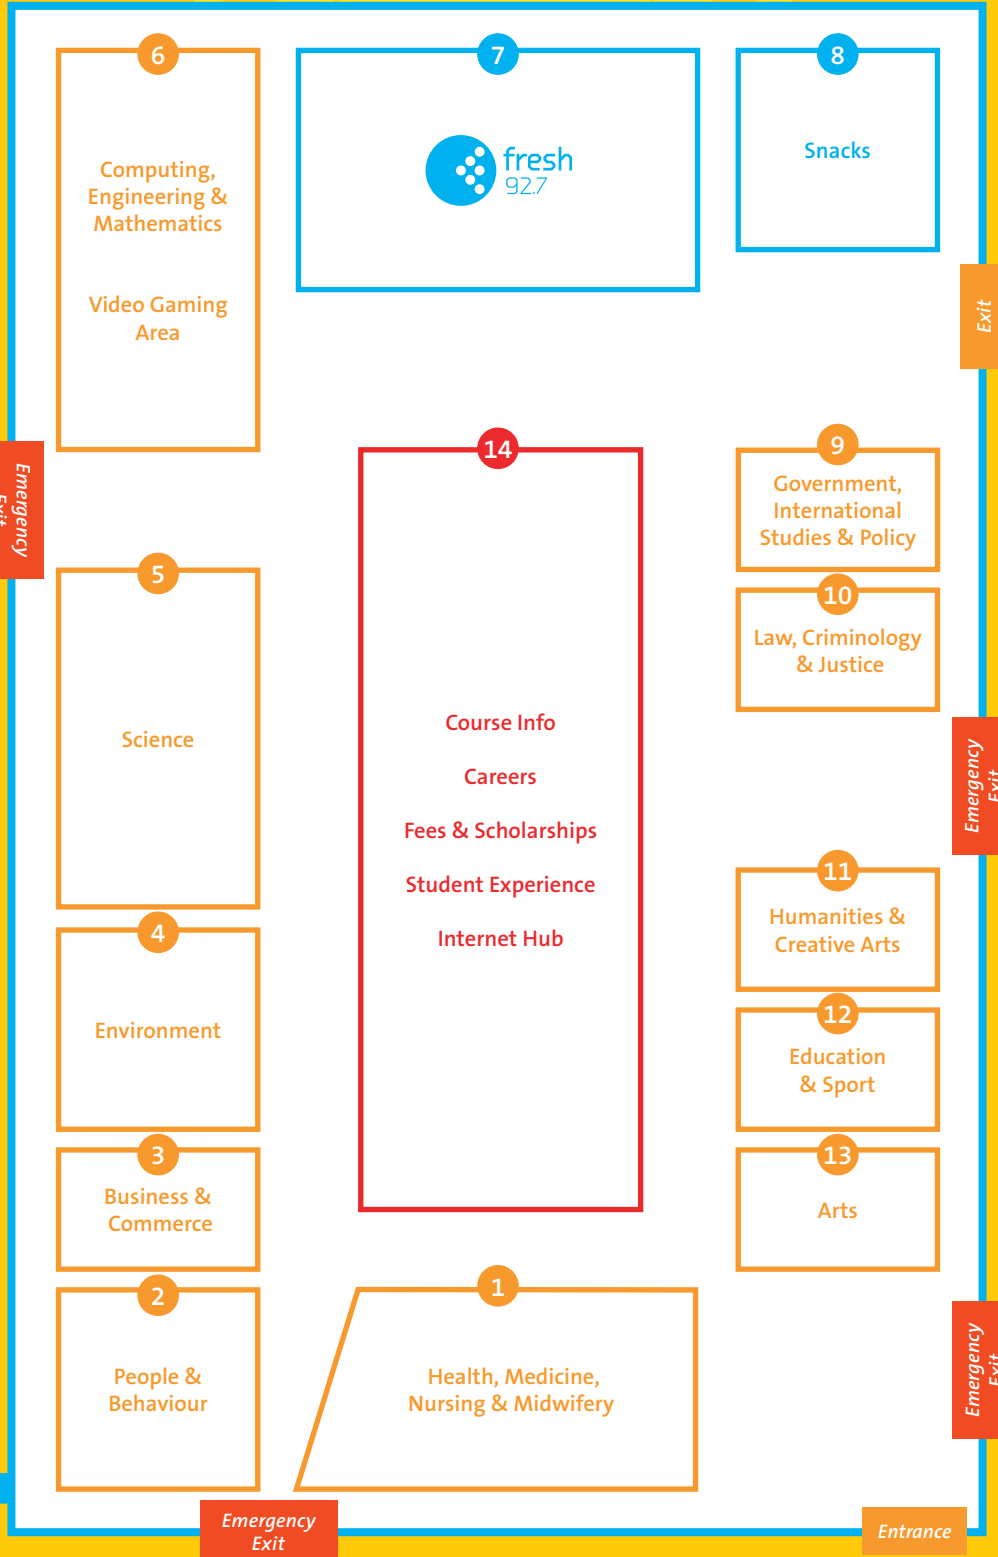 6
Computing,
Engineering &
Mathematics
Video Gaming
Area
7
fresh
92.7
8
Snacks
Exit
Emergency
Exit
14
Course Info
Careers
Fees & Scholarships
Student Experience
Internet Hub
9
Government,
International
Studies & Policy
10
Law, Criminology
& Justice
5
Science
Emergency
Exit
11
Humanities &
Creative Arts
4
Environment
12
Education
& Sport
3
Business &
Commerce
13
Arts
2
People &
Behaviour
1
Health, Medicine,
Nursing & Midwifery
Emergency
Exit
Emergency
Exit
Entrance